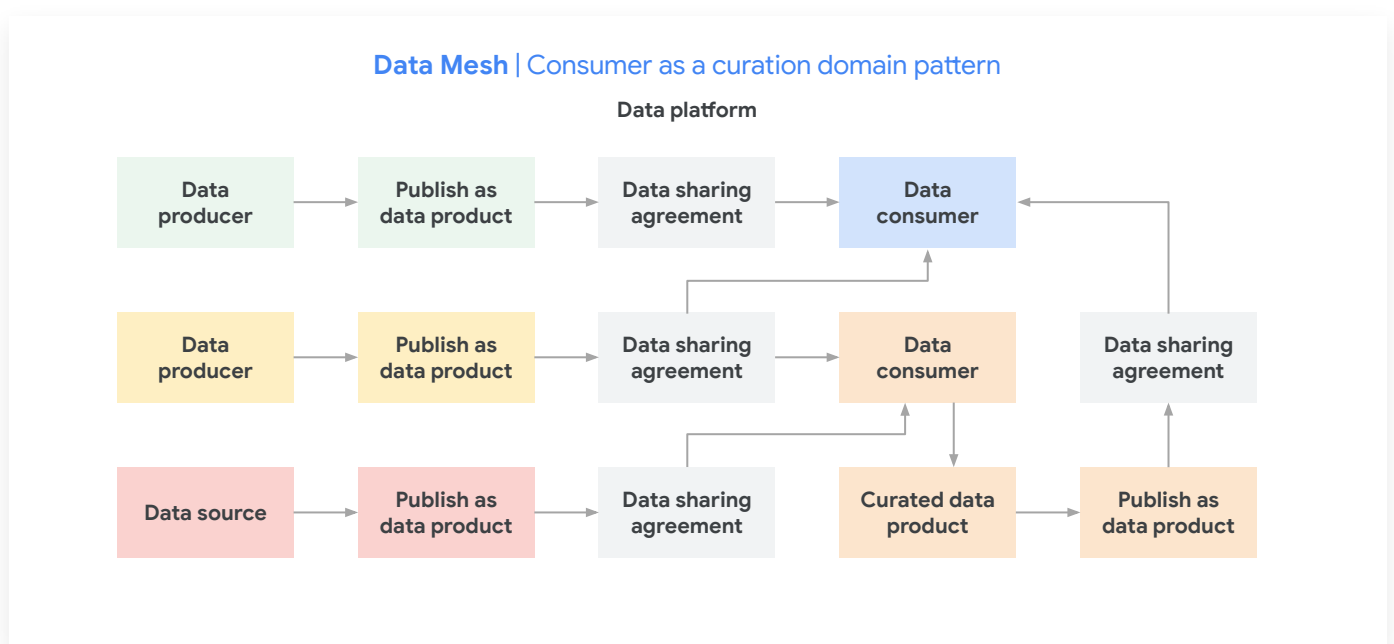 Data Mesh | Consumer as a curation domain pattern
Data platform
Data
producer
Publish as
data product
Data sharing
agreement
Data
consumer
Data
producer
Publish as
data product
Data sharing
agreement
Data
consumer
Data sharing
agreement
Data source
Publish as
data product
Data sharing
agreement
Curated data
product
Publish as
data product